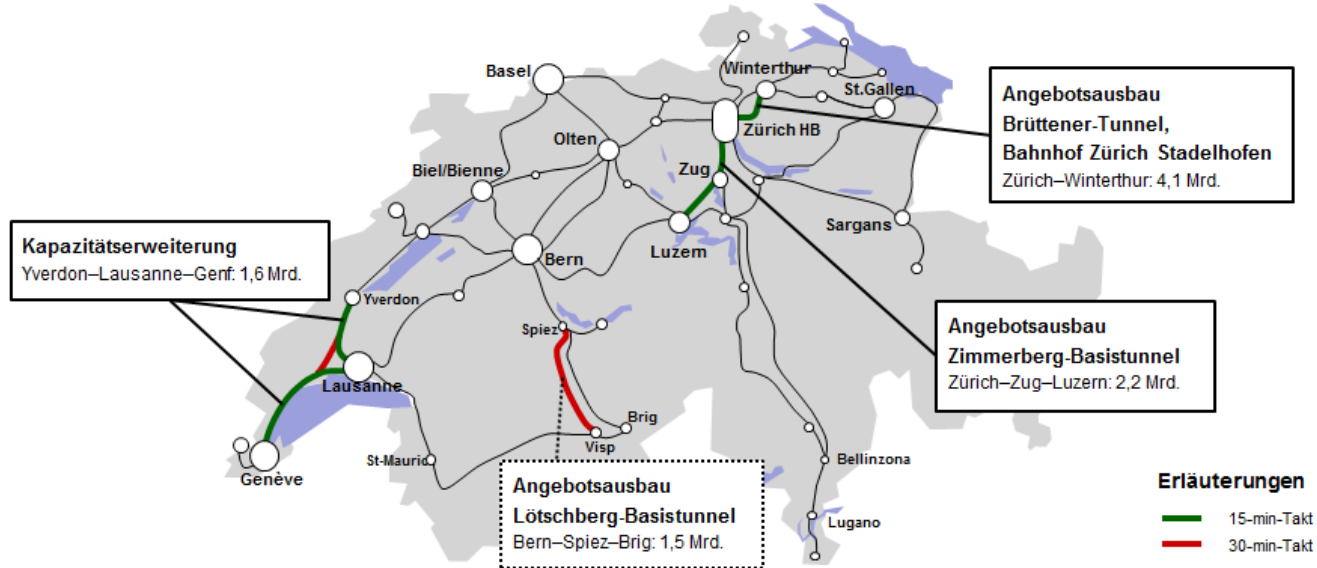 Basel
Winterthur
St.Gallen
Zürich HB
Olten
Zug
Biel/Bienne
Sargans
Luzern
Bern
Yverdon
Spiez
Lausanne
Brig
Visp
St-Mauric
Bellinzona
Genève
Lugano
Angebotsausbau
Brüttener-Tunnel,
Bahnhof Zürich Stadelhofen
Zürich–Winterthur: 4,1 Mrd.
Kapazitätserweiterung
Yverdon–Lausanne–Genf: 1,6 Mrd.
Angebotsausbau
Zimmerberg-Basistunnel
Zürich–Zug–Luzern: 2,2 Mrd.
Angebotsausbau
Lötschberg-Basistunnel
Bern–Spiez–Brig: 1,5 Mrd.
Erläuterungen
15-min-Takt
30-min-Takt